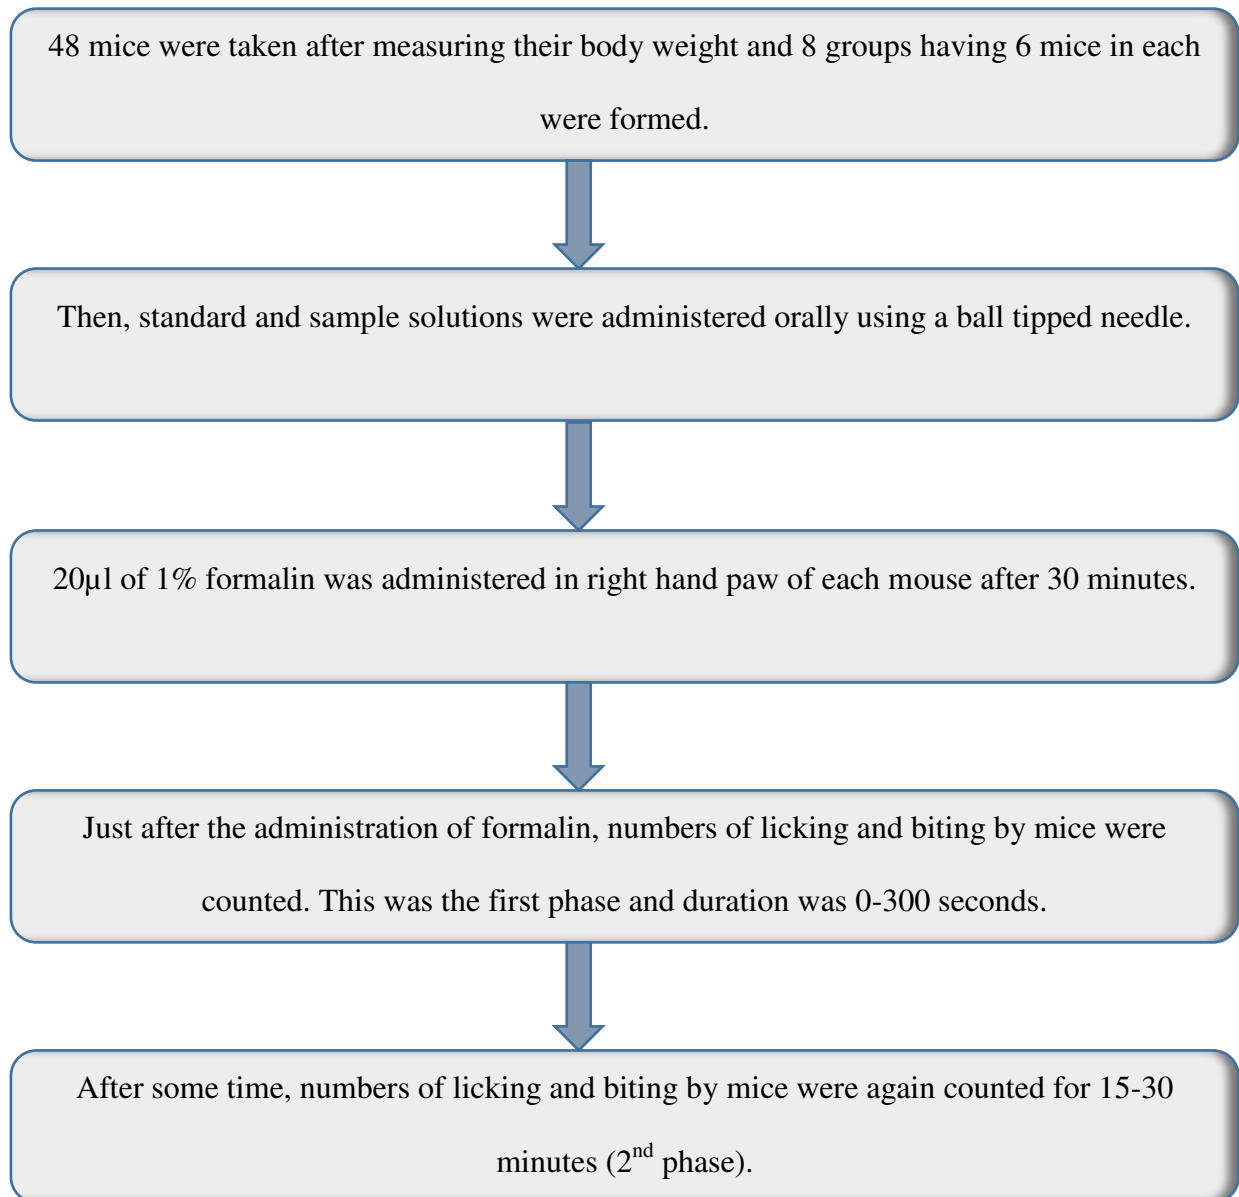 48 mice were taken after measuring their body weight and 8 groups having 6 mice in each
were formed.
Then, standard and sample solutions were administered orally using a ball tipped needle.
20µl of 1% formalin was administered in right hand paw of each mouse after 30 minutes.
Just after the administration of formalin, numbers of licking and biting by mice were
counted. This was the first phase and duration was 0-300 seconds.
After some time, numbers of licking and biting by mice were again counted for 15-30
minutes (2nd phase).